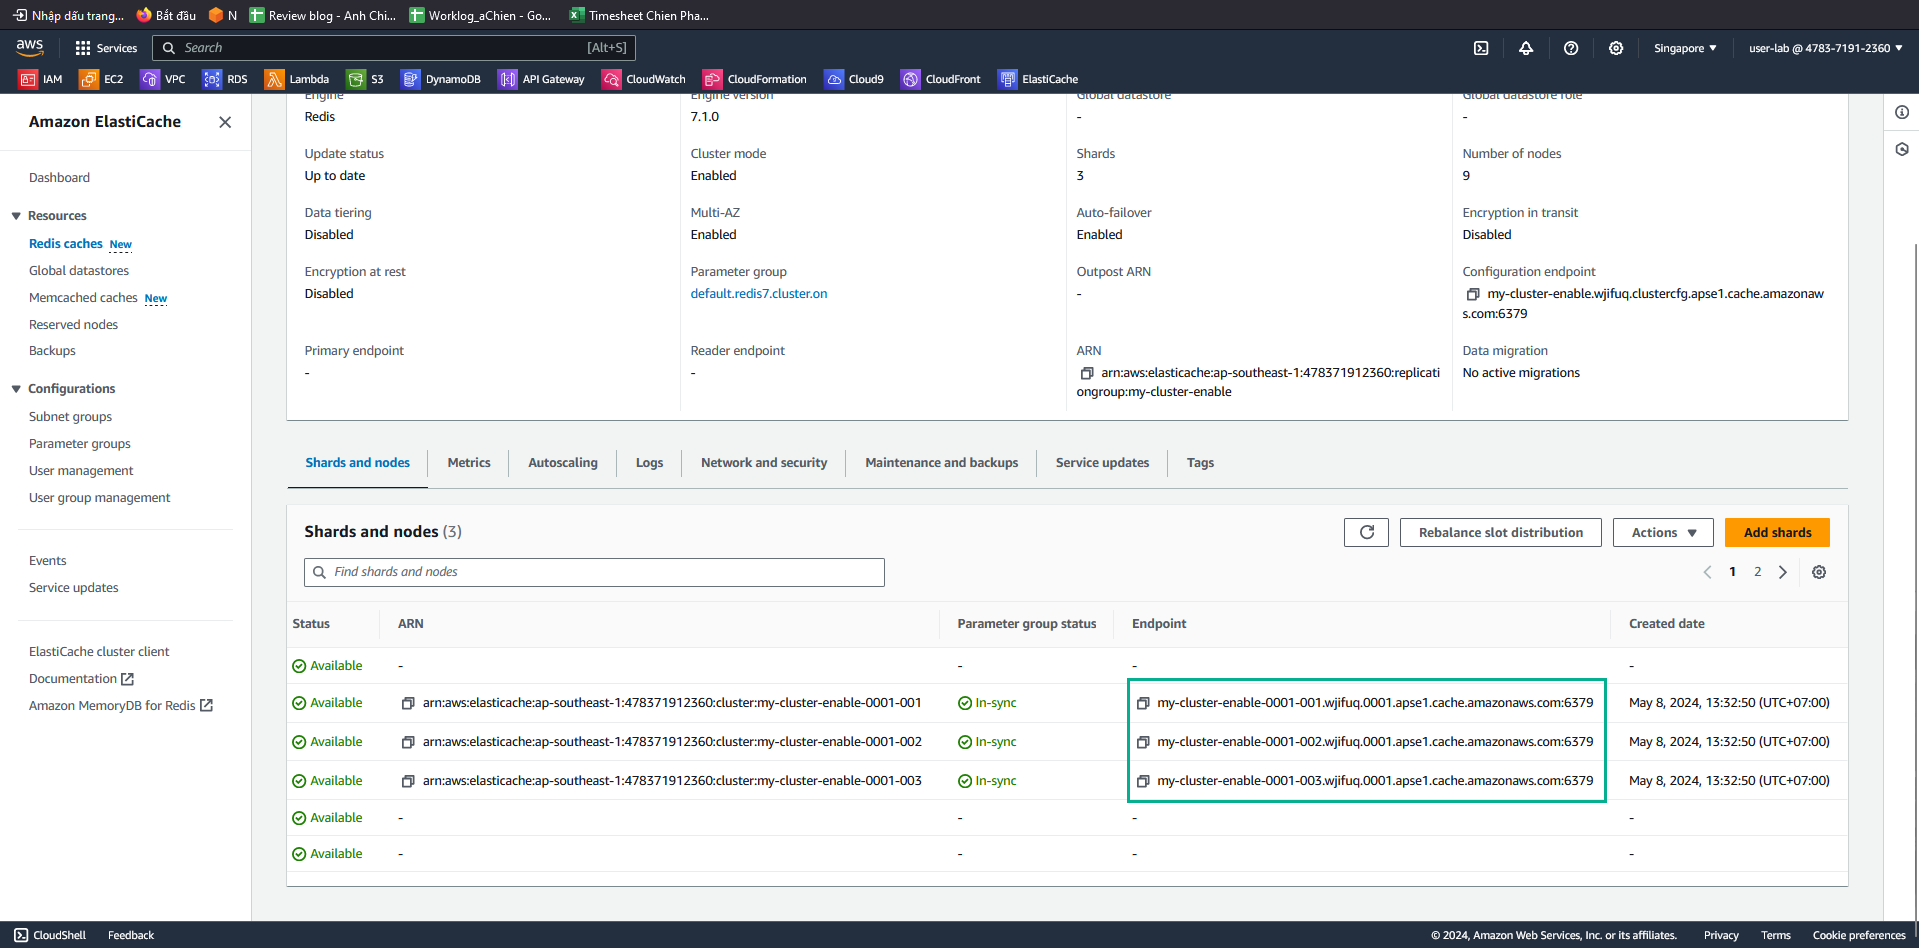 Nhập dấu trang... Bắt đầu N Review blog - Anh Chi... Worklog_aChien - Go... Timesheet Chien Pha...
aws Services Search [Alt+S] Singapore user-lab @ 4783-7191-2360
IAM EC2 VPC RDS Lambda S3 DynamoDB API Gateway CloudWatch CloudFormation Cloud9 CloudFront ElastiCache
Amazon ElastiCache
Dashboard
Resources
Redis caches New
Global datastores
Memcached caches New
Reserved nodes
Backups
Configurations
Subnet groups
Parameter groups
User management
User group management
Events
Service updates
ElastiCache cluster client
Documentation
Amazon MemoryDB for Redis
Engine Engine version Global datastore Global datastore role
Redis 7.1.0 - -
Update status Cluster mode Shards Number of nodes
Up to date Enabled 3 9
Data tiering Multi-AZ Auto-failover Encryption in transit
Disabled Enabled Enabled Disabled
Encryption at rest Parameter group Outpost ARN Configuration endpoint
Disabled default.redis7.cluster.on - my-cluster-enable.wjifuq.clustercfg.apse1.cache.amazonaw
s.com:6379
Primary endpoint Reader endpoint ARN Data migration
- - arn:aws:elasticache:ap-southeast-1:478371912360:replicati No active migrations
ongroup:my-cluster-enable
Shards and nodes Metrics Autoscaling Logs Network and security Maintenance and backups Service updates Tags
Shards and nodes (3) Rebalance slot distribution Actions Add shards
Find shards and nodes 1 2
Status ARN Parameter group status Endpoint Created date
Available - - - -
Available arn:aws:elasticache:ap-southeast-1:478371912360:cluster:my-cluster-enable-0001-001 In-sync my-cluster-enable-0001-001.wjifuq.0001.apse1.cache.amazonaws.com:6379 May 8, 2024, 13:32:50 (UTC+07:00)
Available arn:aws:elasticache:ap-southeast-1:478371912360:cluster:my-cluster-enable-0001-002 In-sync my-cluster-enable-0001-002.wjifuq.0001.apse1.cache.amazonaws.com:6379 May 8, 2024, 13:32:50 (UTC+07:00)
Available arn:aws:elasticache:ap-southeast-1:478371912360:cluster:my-cluster-enable-0001-003 In-sync my-cluster-enable-0001-003.wjifuq.0001.apse1.cache.amazonaws.com:6379 May 8, 2024, 13:32:50 (UTC+07:00)
Available - - - -
Available - - - -
CloudShell Feedback © 2024, Amazon Web Services, Inc. or its affiliates. Privacy Terms Cookie preferences